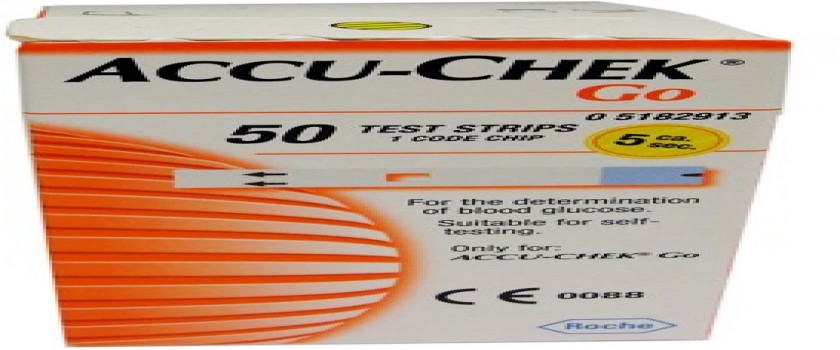 ACCU-CHEK®
Go
0 5182913
50 TEST STRIPS
1 CODE CHIP
5 ca. sec.
For the determination
of blood glucose.
Suitable for self-
testing.
Only for:
ACCU-CHEK® Go
CE 0088
Roche